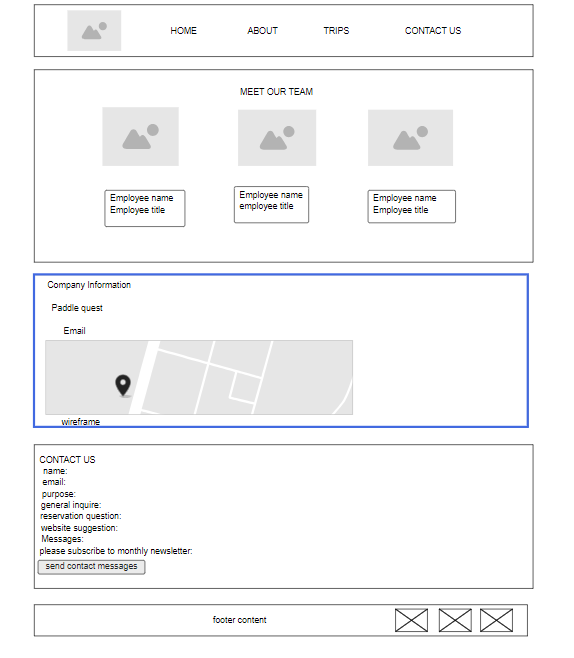 HOME ABOUT TRIPS CONTACT US
MEET OUR TEAM
Employee name
Employee title
Employee name
employee title
Employee name
Employee title
Company Information
Paddle quest
Email
wireframe
CONTACT US
name:
email:
purpose:
general inquire:
reservation question:
website suggestion:
Messages:
please subscribe to monthly newsletter:
send contact messages
footer content